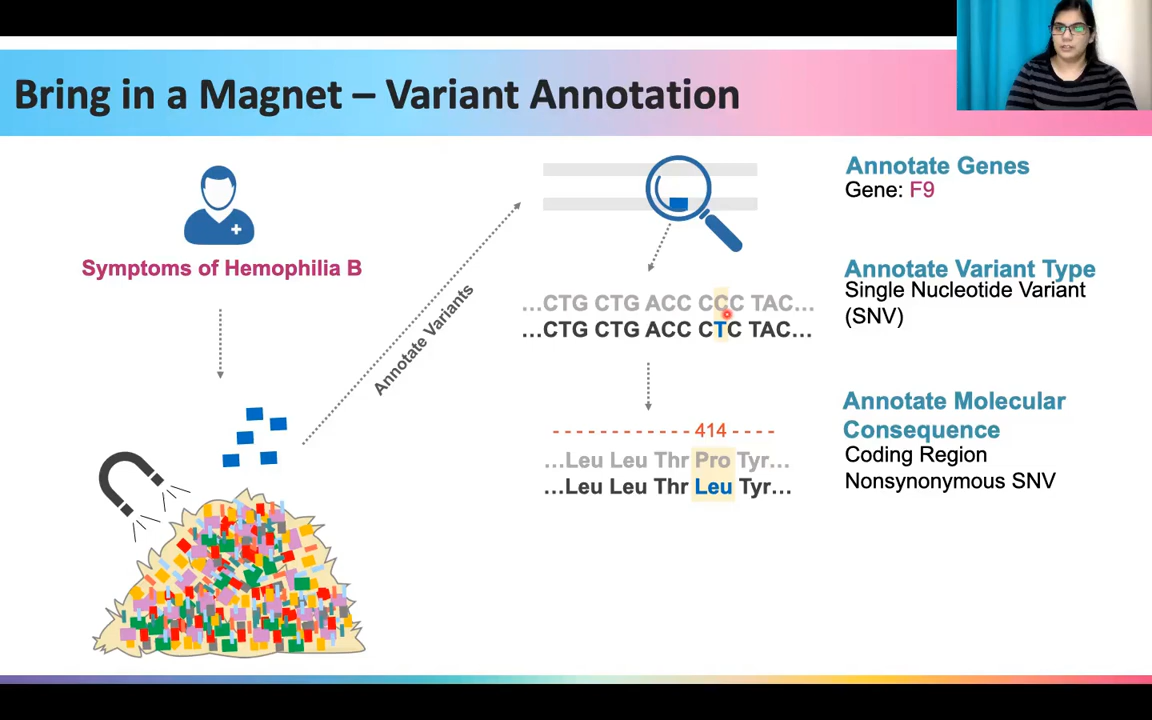 Bring in a Magnet – Variant Annotation
Symptoms of Hemophilia B
Annotate Variants
...CTG CTG ACC CCC TAC...
...CTG CTG ACC CTC TAC...
- - - - - - - - - - - - 414 - - - -
...Leu Leu Thr Pro Tyr...
...Leu Leu Thr Leu Tyr...
Annotate Genes
Gene: F9
Annotate Variant Type
Single Nucleotide Variant
(SNV)
Annotate Molecular
Consequence
Coding Region
Nonsynonymous SNV